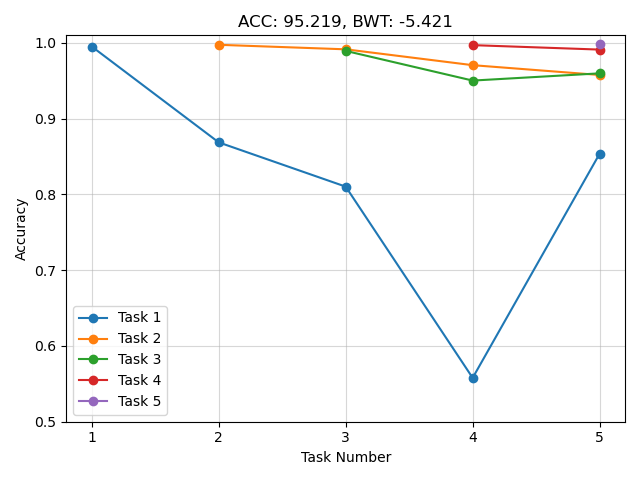 ACC: 95.219, BWT: -5.421
1.0
0.9
0.8
0.7
0.6
0.5
Accuracy
Task 1
Task 2
Task 3
Task 4
Task 5
1 2 3 4 5
Task Number